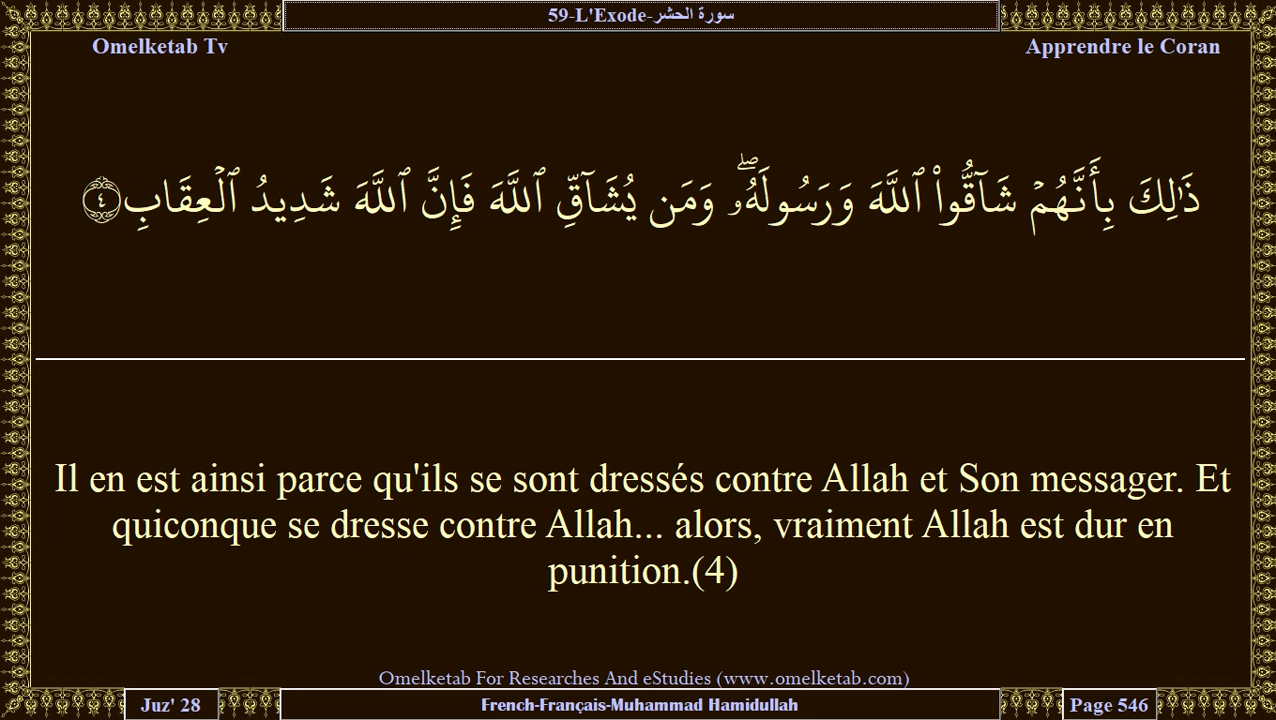 59-L'Exode-سورة الحشر
Omelketab Tv
Apprendre le Coran
ذَٰلِكَ بِأَنَّهُمۡ شَآقُّواْ ٱللَّهَ وَرَسُولَهُۥۖ وَمَن يُشَآقِّ ٱللَّهَ فَإِنَّ ٱللَّهَ شَدِيدُ ٱلۡعِقَابِ ٤
Il en est ainsi parce qu'ils se sont dressés contre Allah et Son messager. Et
quiconque se dresse contre Allah... alors, vraiment Allah est dur en
punition.(4)
Omelketab For Researches And eStudies (www.omelketab.com)
Juz' 28
French-Français-Muhammad Hamidullah
Page 546